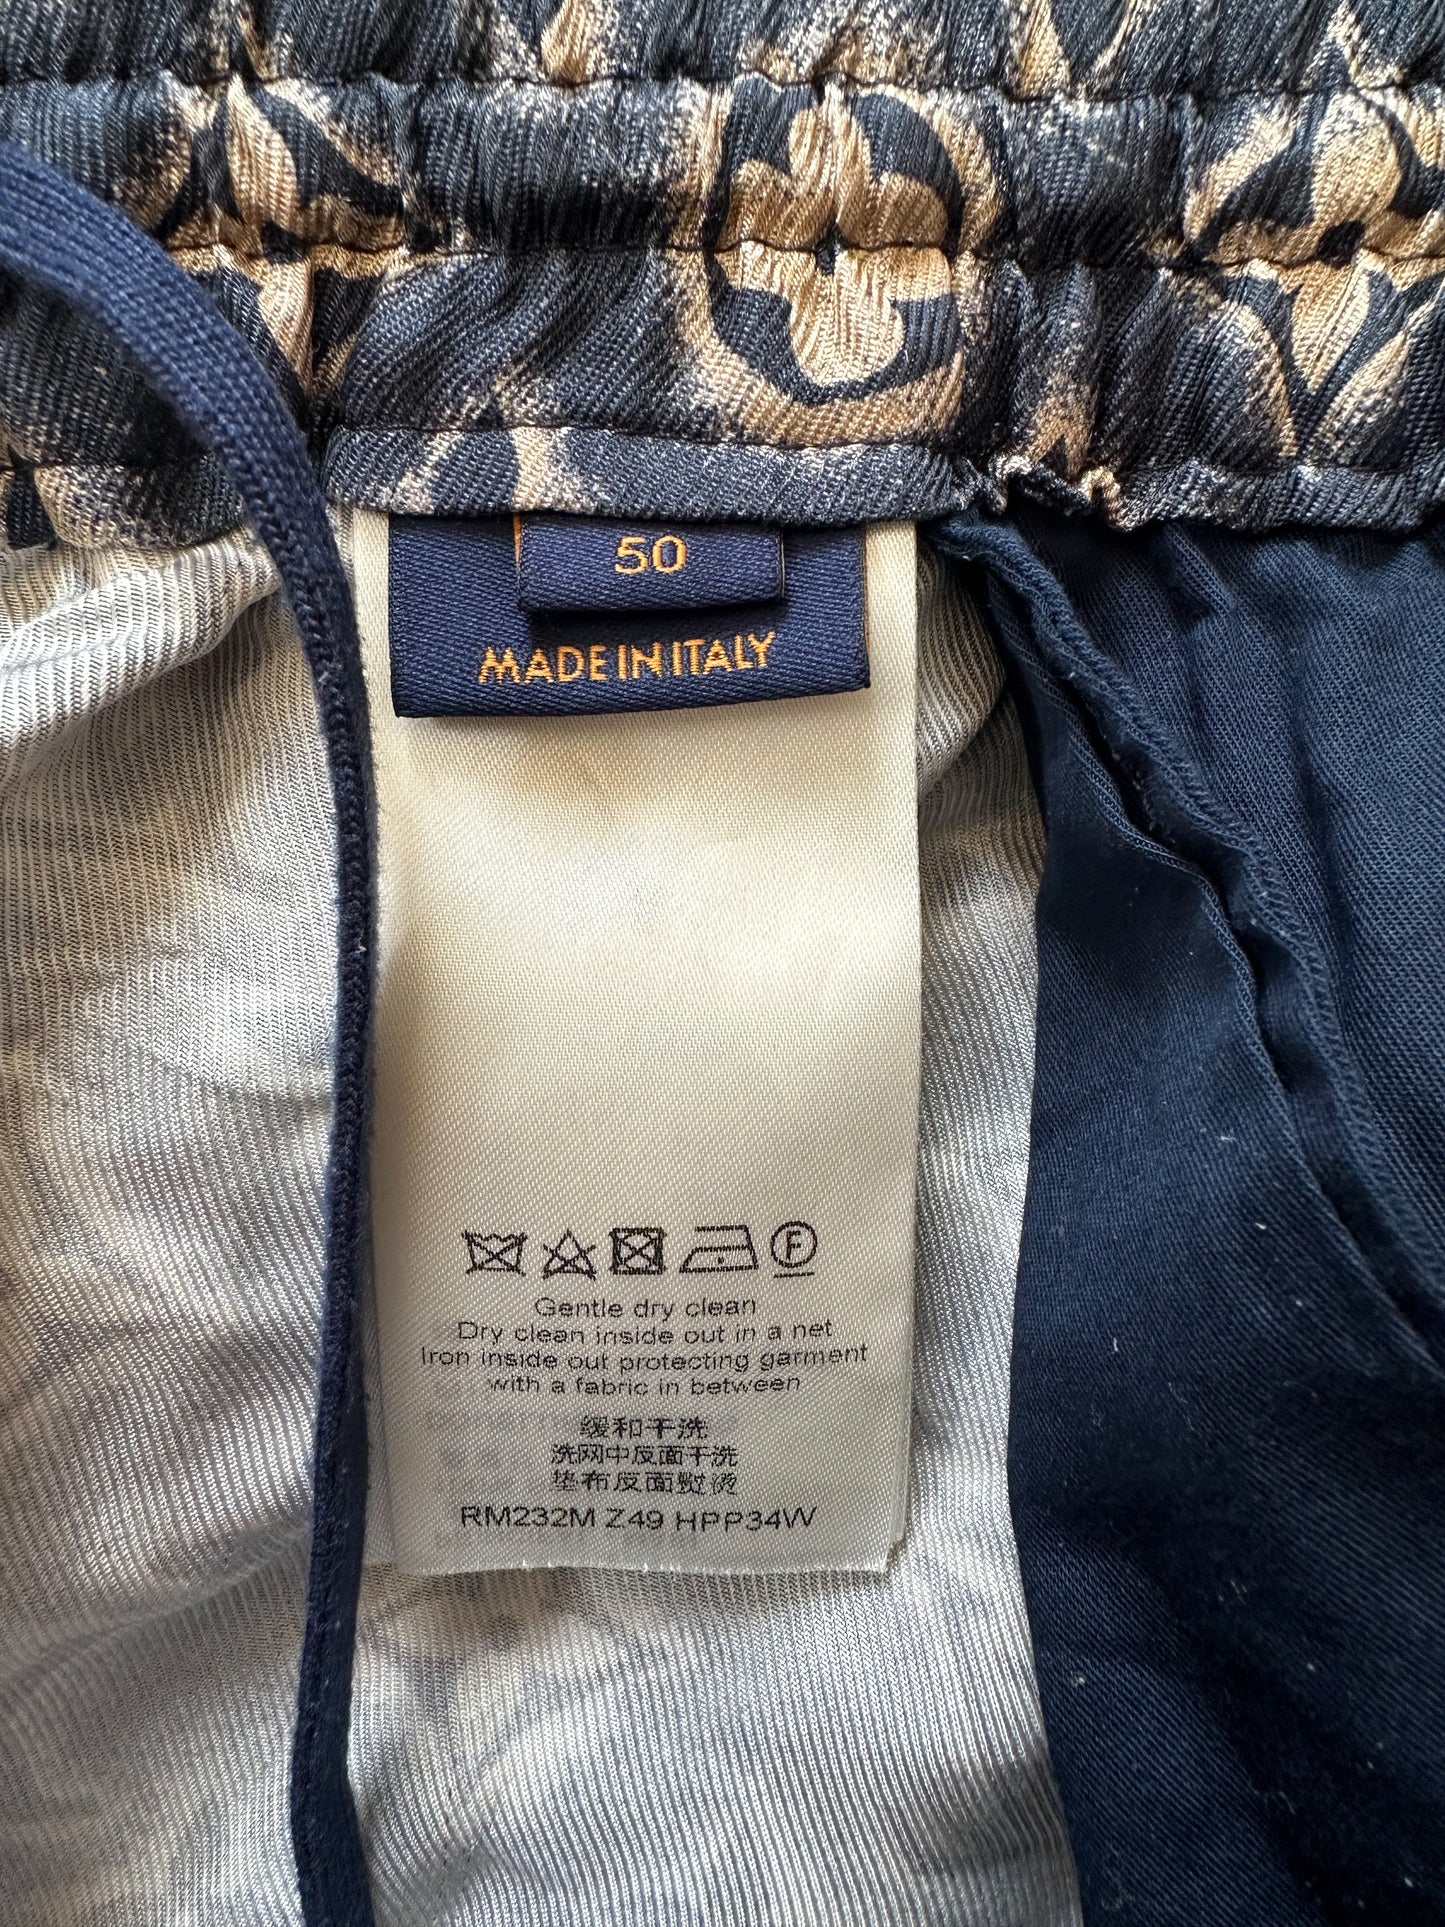 50
MADE IN ITALY
F
Gentle dry clean
Dry clean inside out in a net
Iron inside out protecting garment
with a fabric in between
缓和干洗
洗网中反面干洗
垫布反面熨烫
RM232M Z49 HPP34W